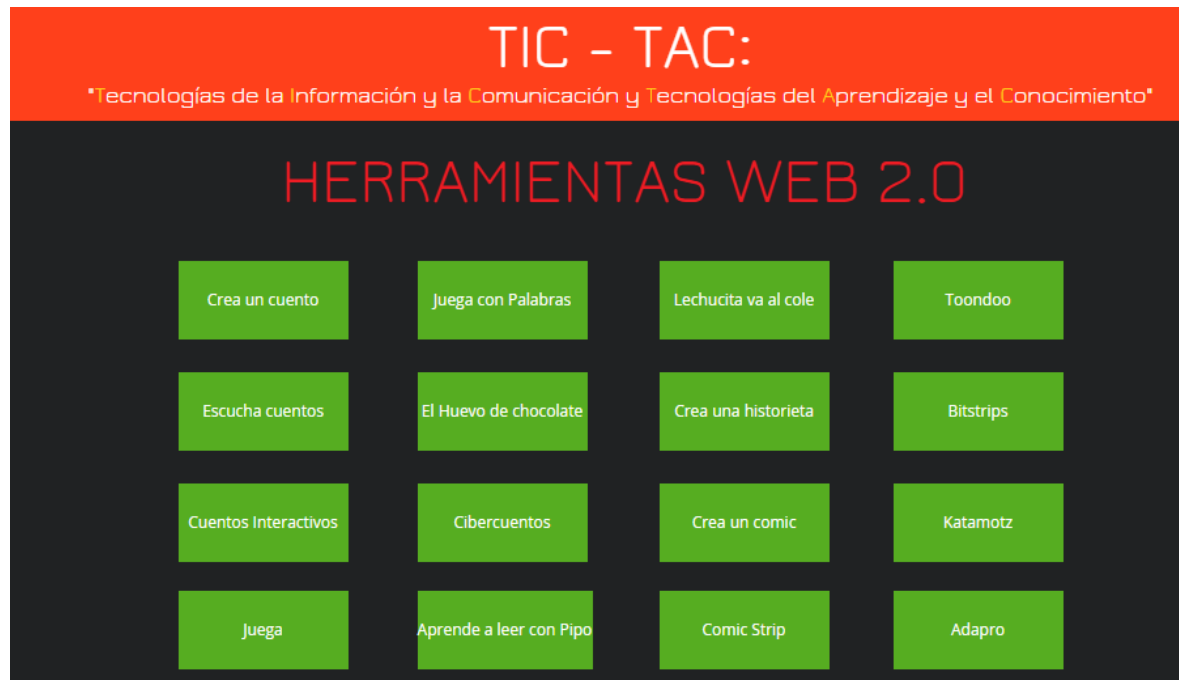 TIC - TAC:
"Tecnologías de la Información y la Comunicación y Tecnologías del Aprendizaje y el Conocimiento"
HERRAMIENTAS WEB 2.0
Crea un cuento
Juega con Palabras
Lechucita va al cole
Toondoo
Escucha cuentos
El Huevo de chocolate
Crea una historieta
Bitstrips
Cuentos Interactivos
Cibercuentos
Crea un comic
Katamotz
Juega
Aprende a leer con Pipo
Comic Strip
Adapro